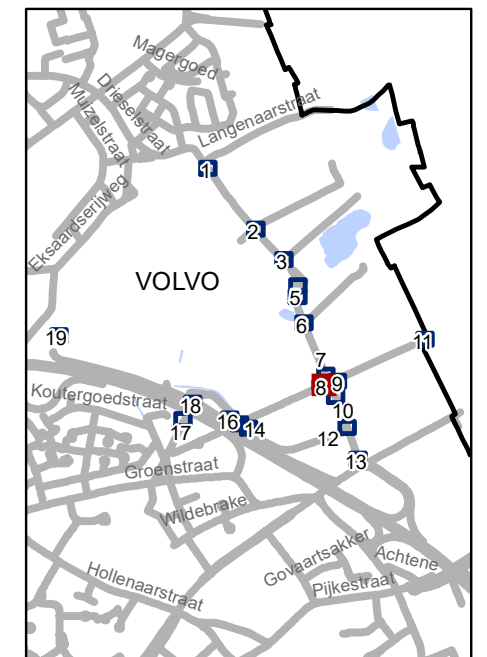 Magergoed
Drieselstraat
Muizelstraat
Langenaarstraat
1
Eksaardserijweg
2
3
VOLVO
5
6
19
11
7
8
9
Koutergoedstraat
18
10
16
14
17
12
13
Groenstraat
Wildebrake
Govaartsakker
Achtene
Hollenaarstraat
Pijkestraat